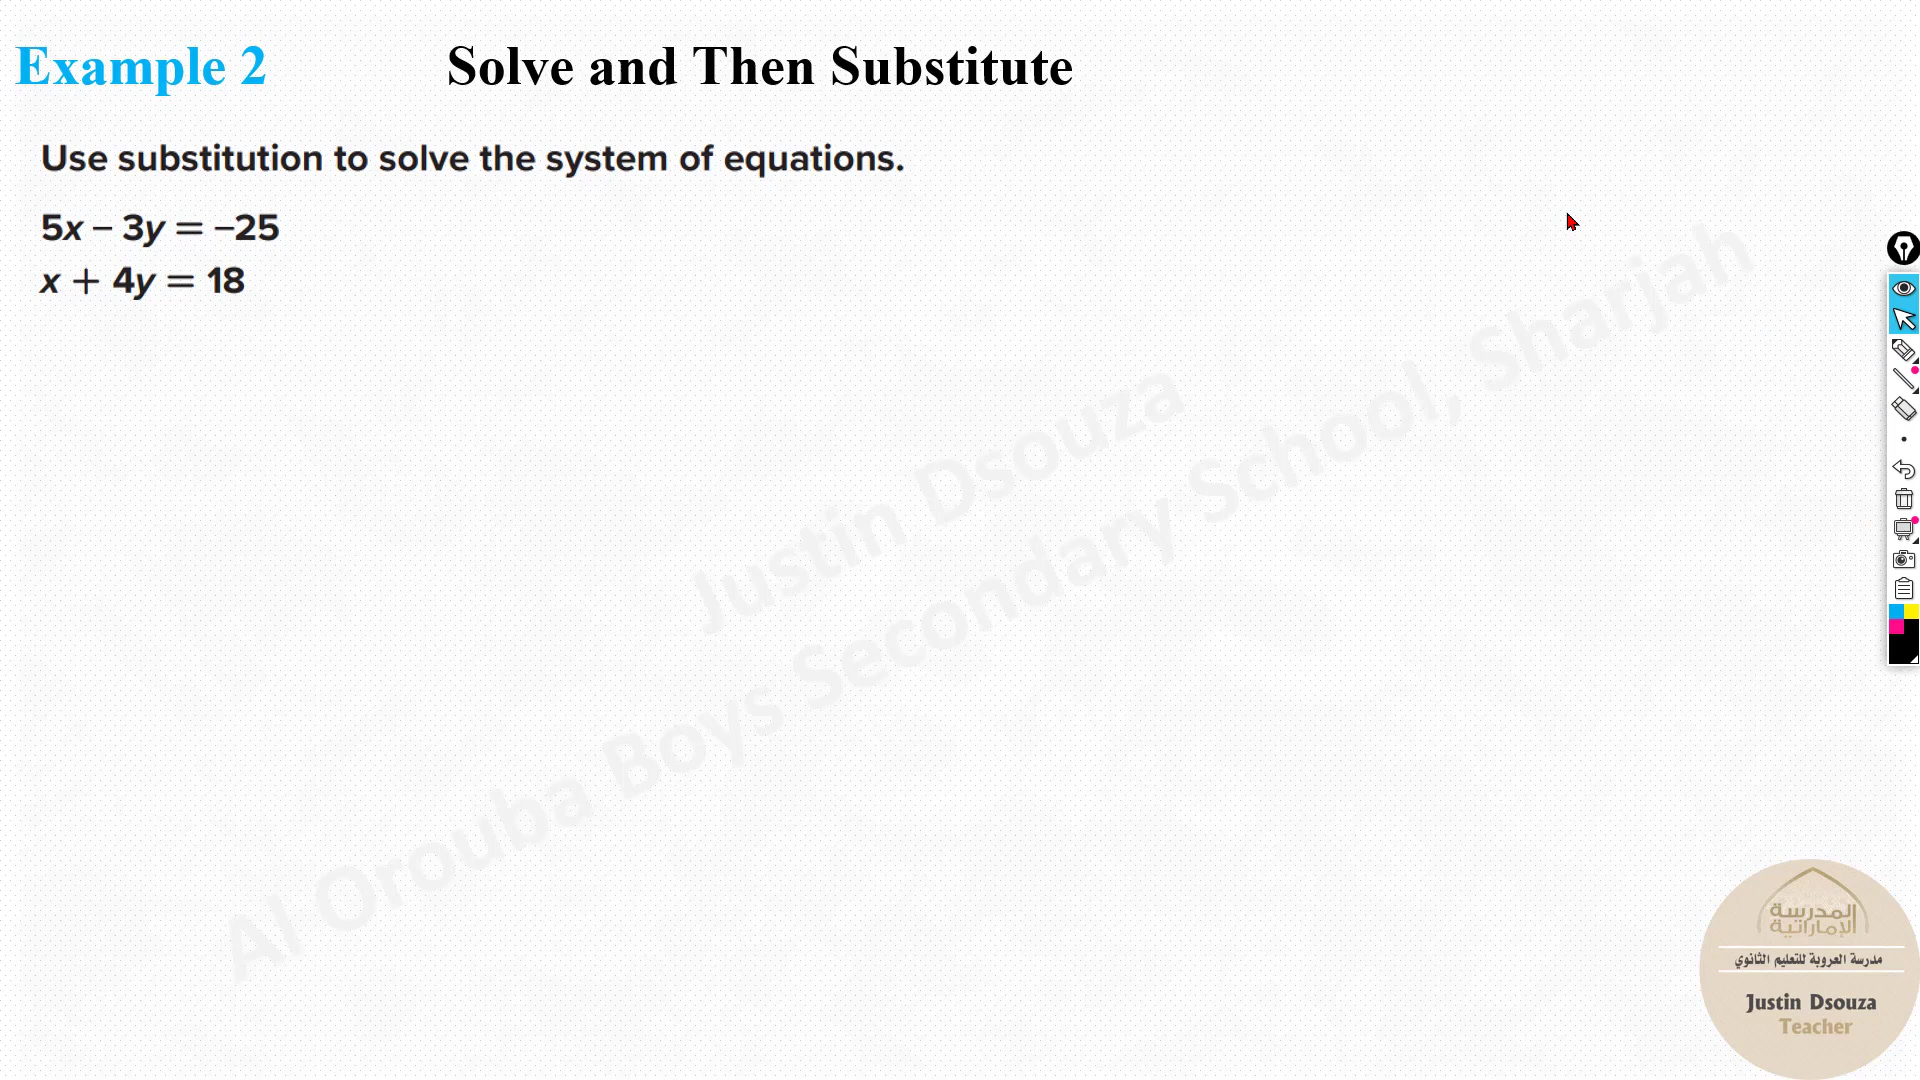 Example 2 Solve and Then Substitute
Use substitution to solve the system of equations.
5x – 3y = –25
x + 4y = 18
Justin Dsouza
Al Orouba Boys Secondary School, Sharjah
المدرسة
الإماراتية
مدرسة العروبة للتعليم الثانوي
Justin Dsouza
Teacher